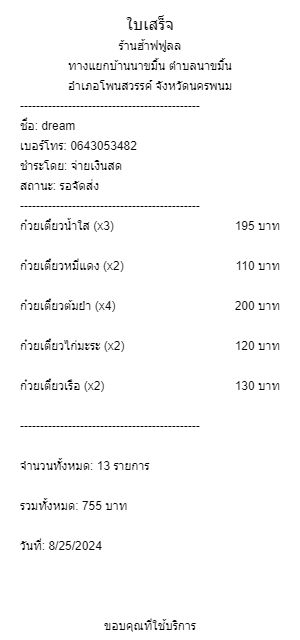 ใบเสร็จ
ร้านฮ้าฟฟูลล
ทางแยกบ้านนาขมิ้น ตำบลนาขมิ้น
อำเภอโพนสวรรค์ จังหวัดนครพนม
---------------------------------------------
ชื่อ: dream
เบอร์โทร: 0643053482
ชำระโดย: จ่ายเงินสด
สถานะ: รอจัดส่ง
---------------------------------------------
ก๋วยเตี๋ยวน้ำใส (x3) 195 บาท
ก๋วยเตี๋ยวหมี่แดง (x2) 110 บาท
ก๋วยเตี๋ยวต้มยำ (x4) 200 บาท
ก๋วยเตี๋ยวไก่มะระ (x2) 120 บาท
ก๋วยเตี๋ยวเรือ (x2) 130 บาท
---------------------------------------------
จำนวนทั้งหมด: 13 รายการ
รวมทั้งหมด: 755 บาท
วันที่: 8/25/2024
ขอบคุณที่ใช้บริการ